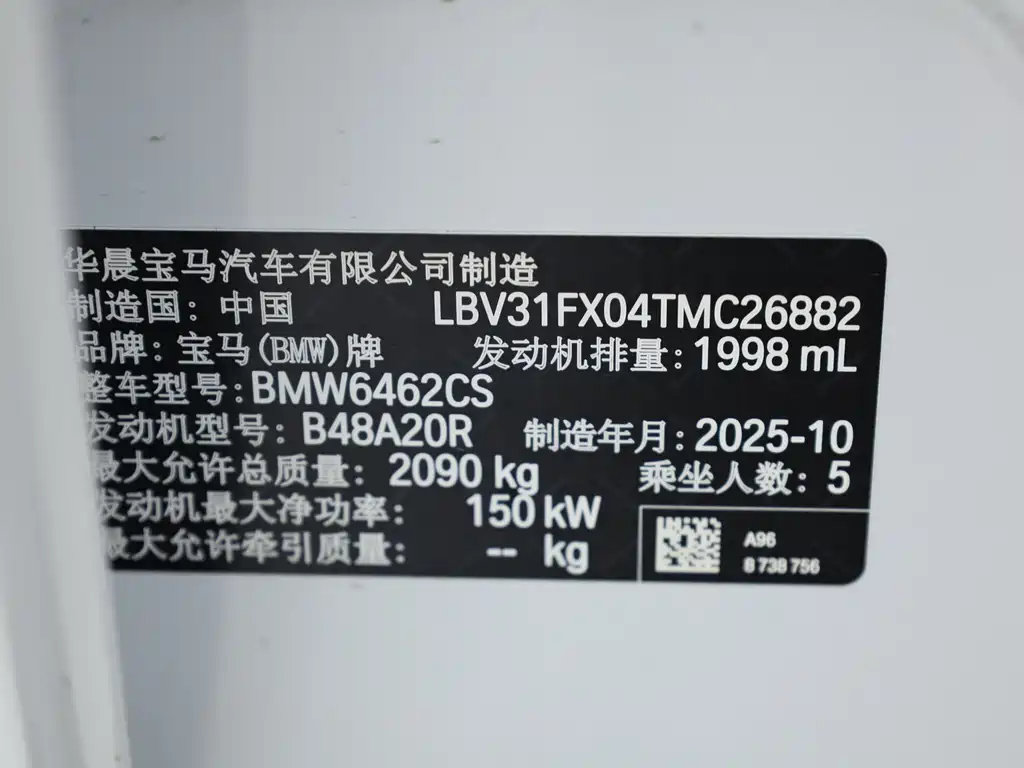 华晨宝马汽车有限公司制造
制造国：中国 LBV31FX04TMC26882
品牌：宝马(BMW)牌 发动机排量：1998 mL
整车型号：BMW6462CS
发动机型号：B48A20R 制造年月：2025-10
最大允许总质量：2090 kg 乘坐人数：5
发动机最大净功率：150 kW
最大允许牵引质量：-- kg
A96
8 738 756